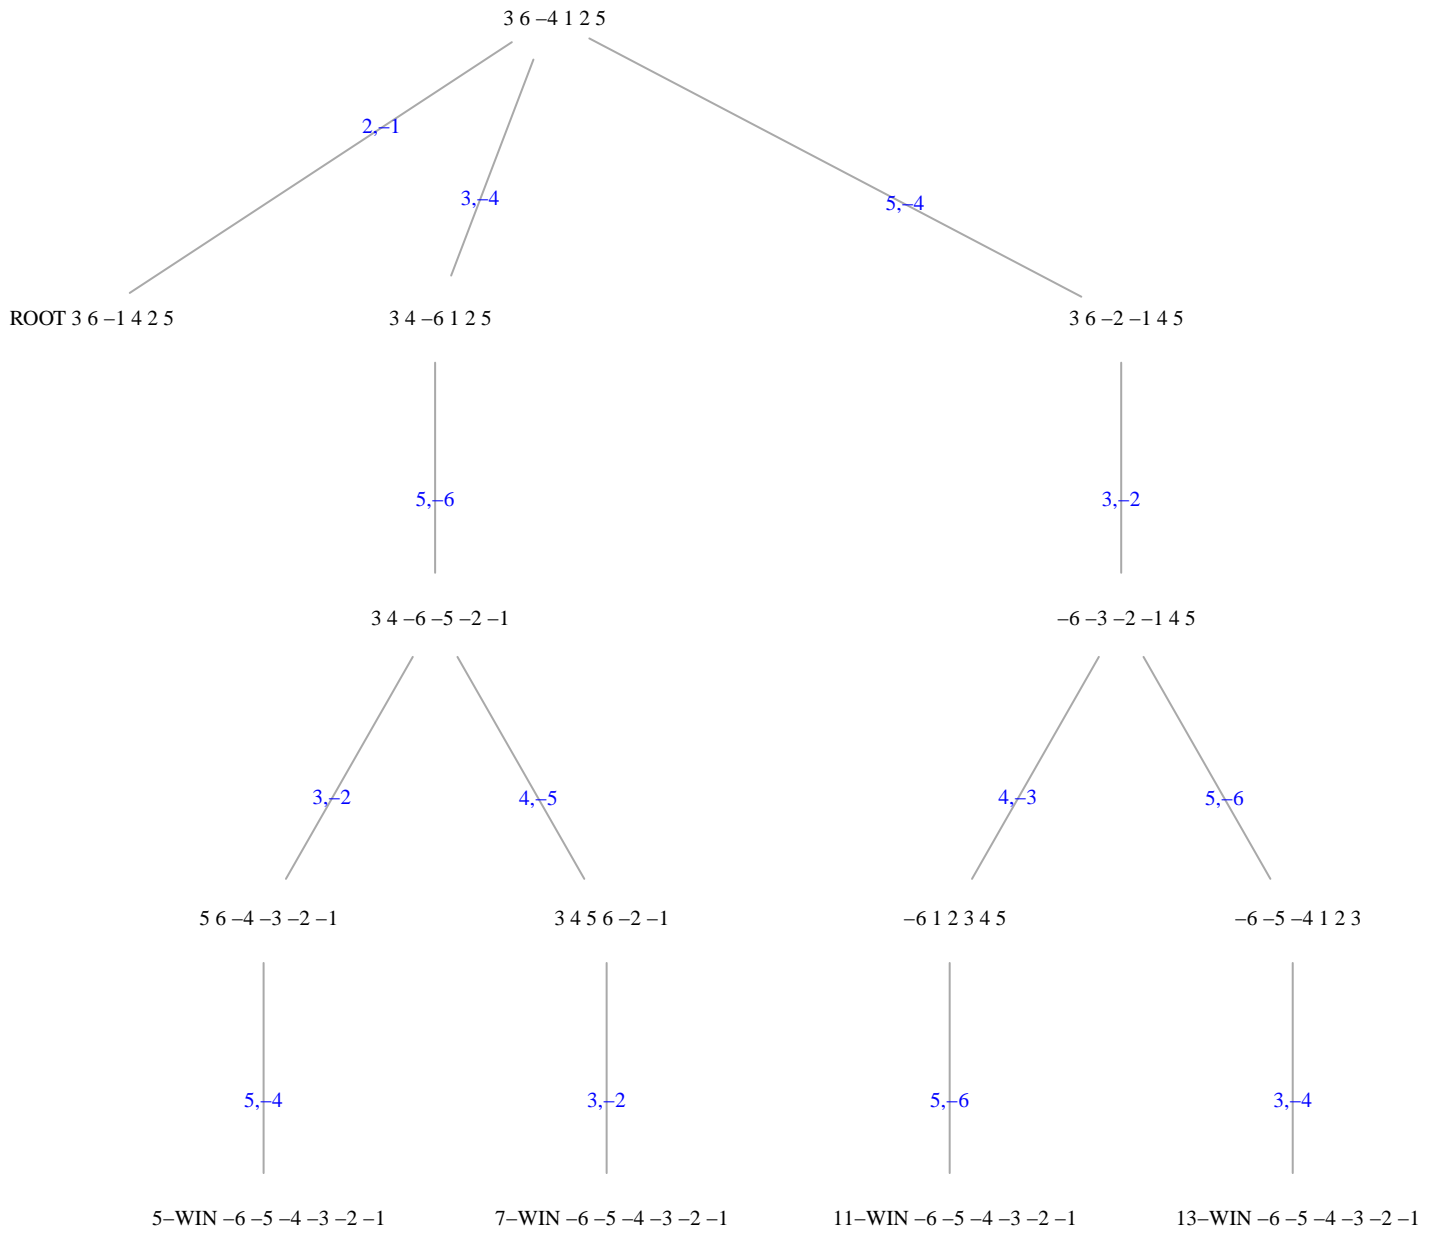 3 6 –4 1 2 5
2,–1
3,–4
5,–4
ROOT 3 6 –1 4 2 5
3 4 –6 1 2 5
3 6 –2 –1 4 5
5,–6
3,–2
3 4 –6 –5 –2 –1
–6 –3 –2 –1 4 5
3,–2
4,–5
4,–3
5,–6
5 6 –4 –3 –2 –1
3 4 5 6 –2 –1
–6 1 2 3 4 5
–6 –5 –4 1 2 3
5,–4
3,–2
5,–6
3,–4
5–WIN –6 –5 –4 –3 –2 –1
7–WIN –6 –5 –4 –3 –2 –1
11–WIN –6 –5 –4 –3 –2 –1
13–WIN –6 –5 –4 –3 –2 –1